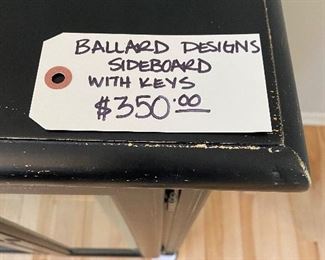 BALLARD DESIGNS
SIDEBOARD
WITH KEYS
$350.00